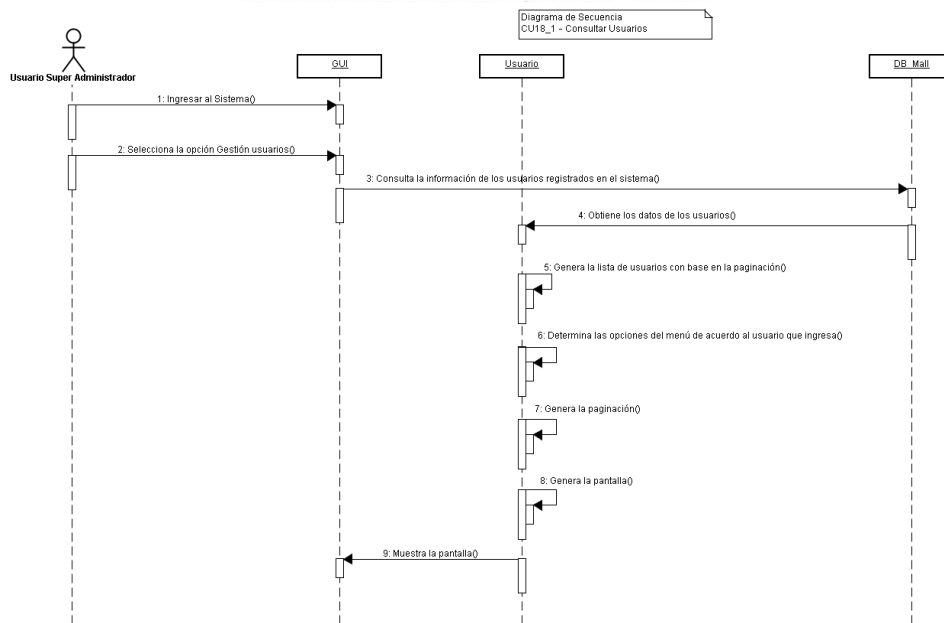 Diagrama de Secuencia
CU18_1 - Consultar Usuarios
Usuario Super Administrador
GUI
Usuario
DB_Mall
1: Ingresar al Sistema()
2: Selecciona la opción Gestión usuarios()
3: Consulta la información de los usuarios registrados en el sistema()
4: Obtiene los datos de los usuarios()
5: Genera la lista de usuarios con base en la paginación()
6: Determina las opciones del menú de acuerdo al usuario que ingresa()
7: Genera la paginación()
8: Genera la pantalla()
9: Muestra la pantalla()